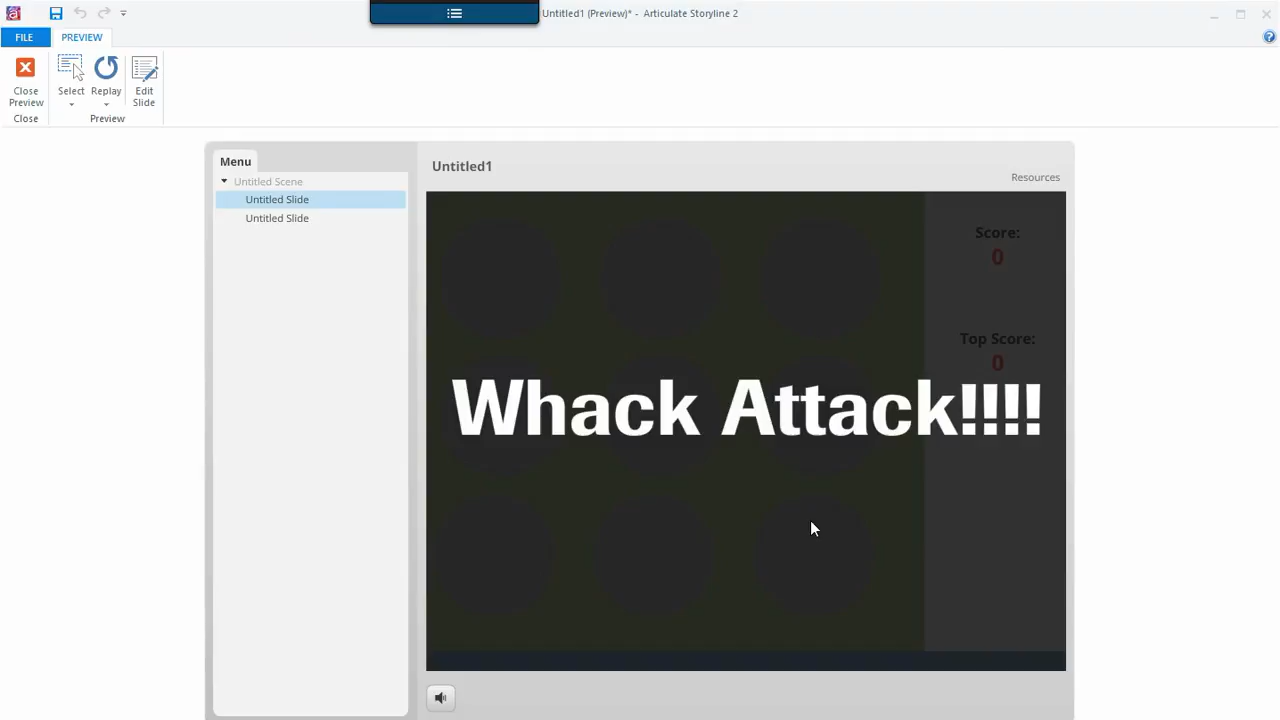 Untitled1 (Preview)* - Articulate Storyline 2
FILE
PREVIEW
Close Preview
Select
Replay
Edit Slide
Close
Preview
Menu
Untitled Scene
Untitled Slide
Untitled Slide
Untitled1
Resources
Score:
0
Top Score:
0
Whack Attack!!!!